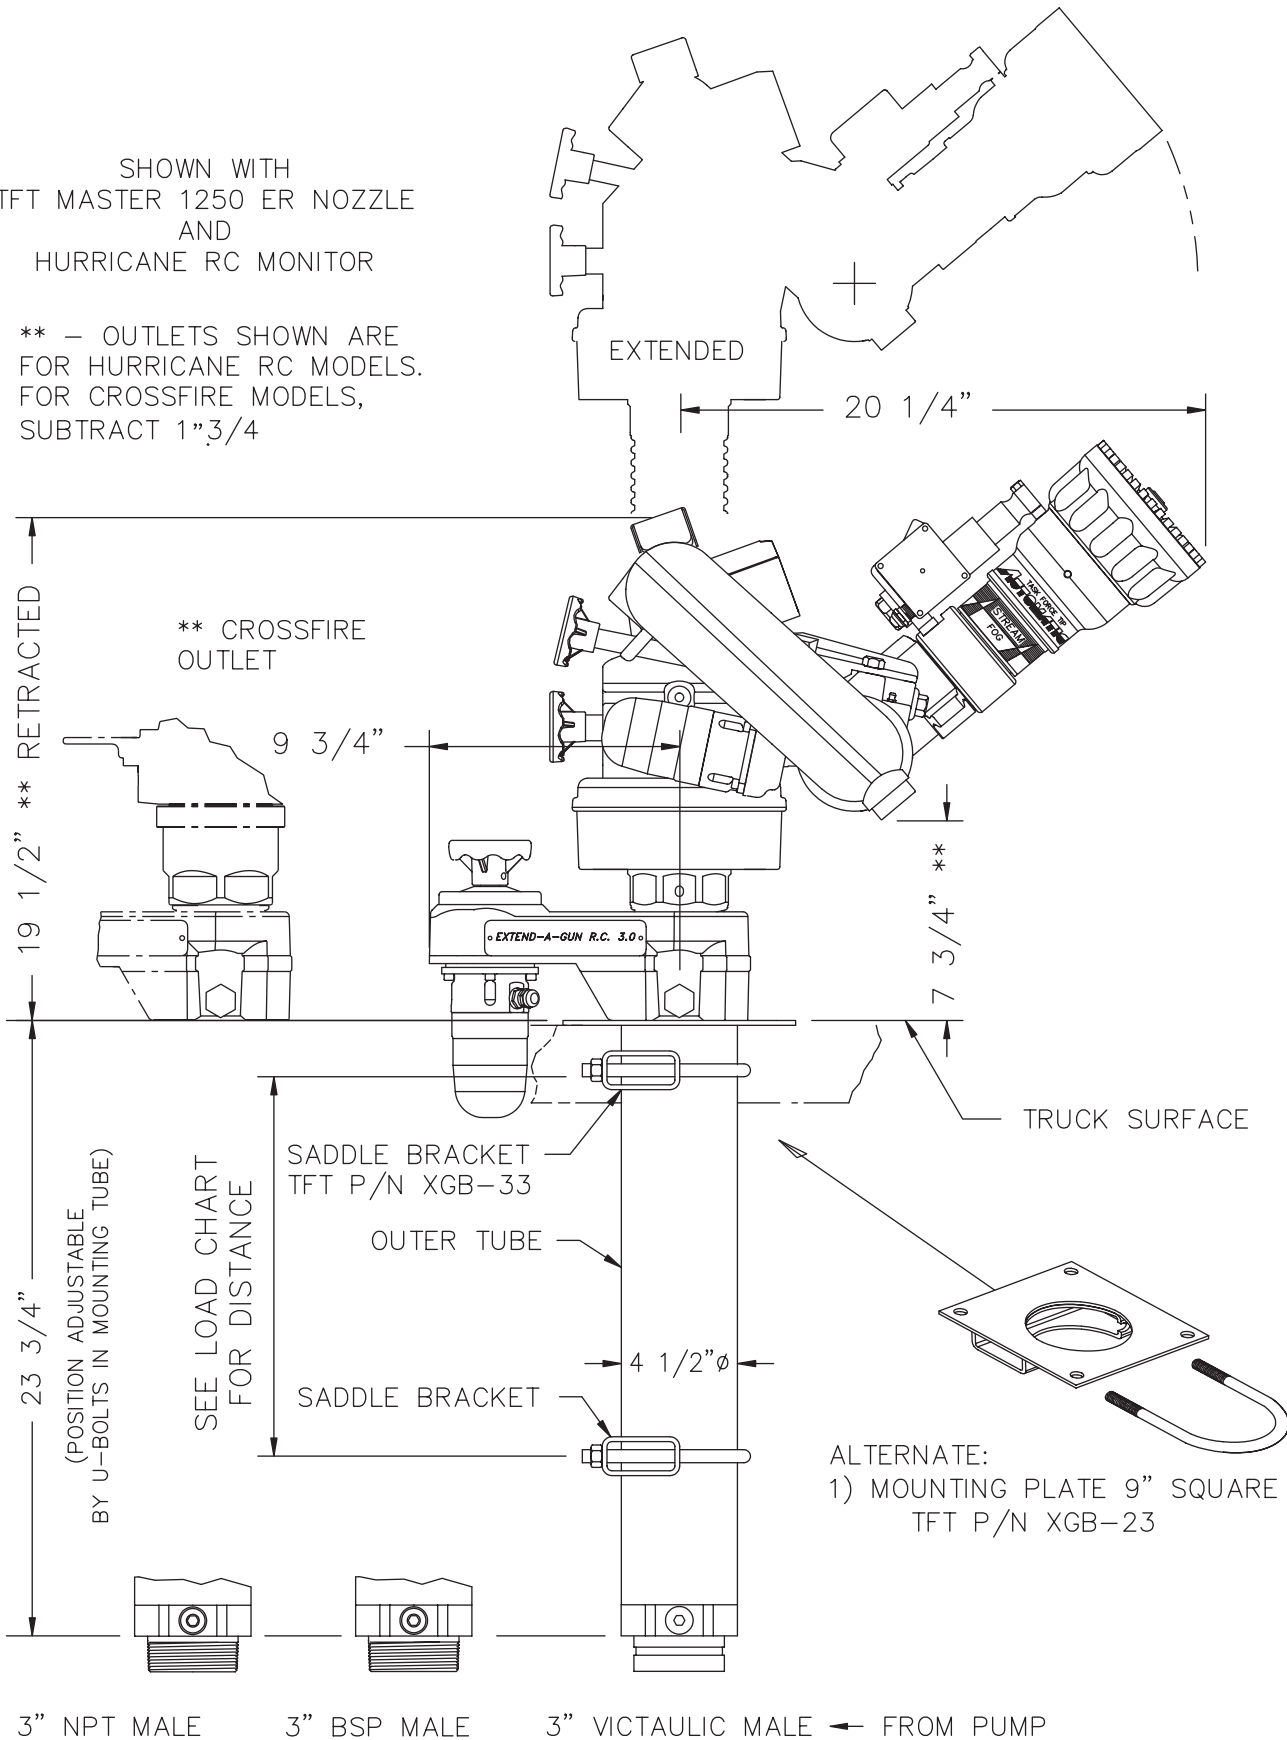 SHOWN WITH
TFT MASTER 1250 ER NOZZLE
AND
HURRICANE RC MONITOR
** – OUTLETS SHOWN ARE
FOR HURRICANE RC MODELS.
FOR CROSSFIRE MODELS,
SUBTRACT 1" 3/4
EXTENDED
20 1/4"
19 1/2" ** RETRACTED
** CROSSFIRE
OUTLET
9 3/4"
TASK FORCE TIP
AUTOMATIC
STREAM
FOG
7 3/4" **
EXTEND-A-GUN R.C. 3.0
TRUCK SURFACE
SADDLE BRACKET
TFT P/N XGB-33
SEE LOAD CHART
FOR DISTANCE
OUTER TUBE
23 3/4"
(POSITION ADJUSTABLE
BY U-BOLTS IN MOUNTING TUBE)
4 1/2"ø
SADDLE BRACKET
ALTERNATE:
1) MOUNTING PLATE 9" SQUARE
TFT P/N XGB-23
3" NPT MALE
3" BSP MALE
3" VICTAULIC MALE ← FROM PUMP